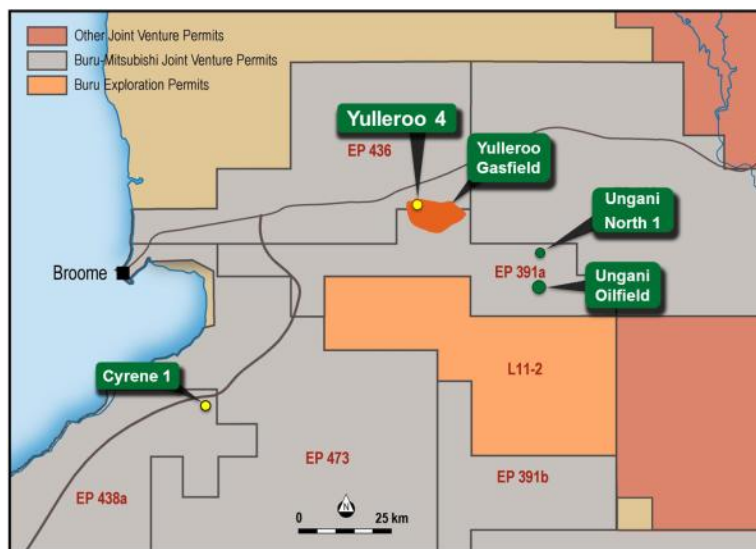 Other Joint Venture Permits
Buru-Mitsubishi Joint Venture Permits
Buru Exploration Permits
Yulleroo 4
EP 436
Yulleroo
Gasfield
Ungani
North 1
Broome
EP 391a
Ungani
Oilfield
Cyrene 1
L11-2
EP 473
EP 391b
EP 438a
N
0 25 km